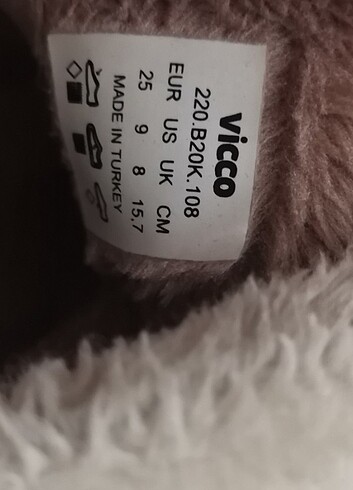 vicco
220.B20K.108
EUR US UK CM
25 9 8 15,7
MADE IN TURKEY